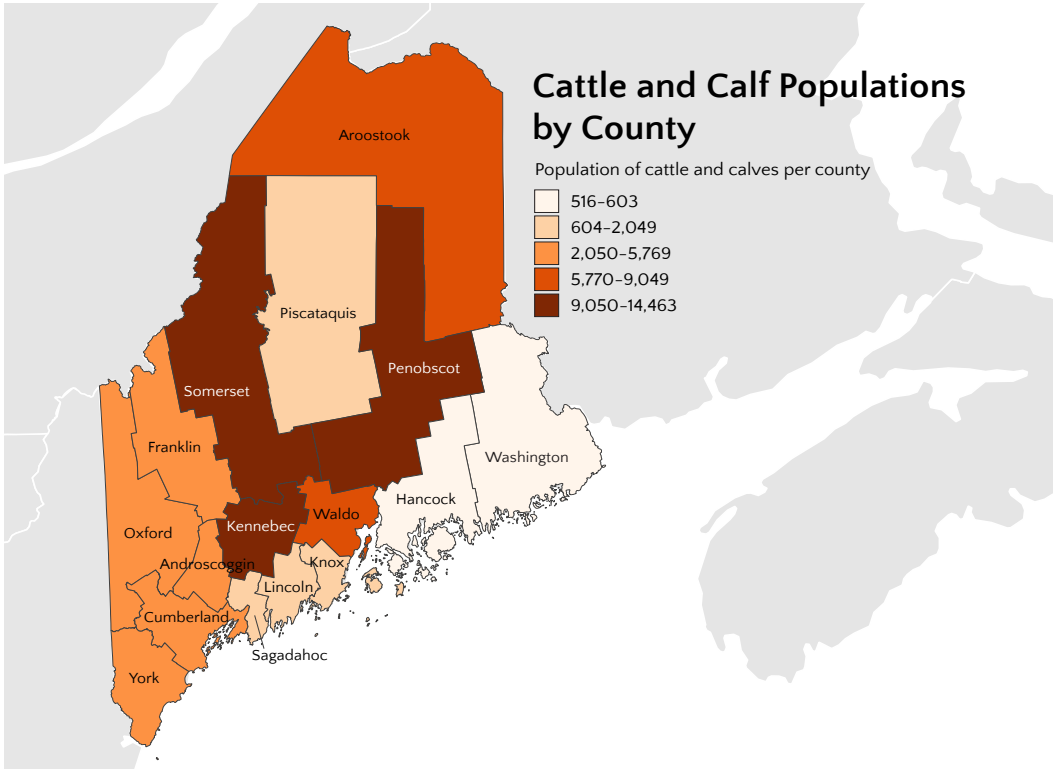 Cattle and Calf Populations
by County
Population of cattle and calves per county
516–603
604–2,049
2,050–5,769
5,770–9,049
9,050–14,463
Aroostook
Piscataquis
Penobscot
Somerset
Franklin
Washington
Hancock
Waldo
Kennebec
Oxford
Androscoggin
Knox
Lincoln
Cumberland
Sagadahoc
York